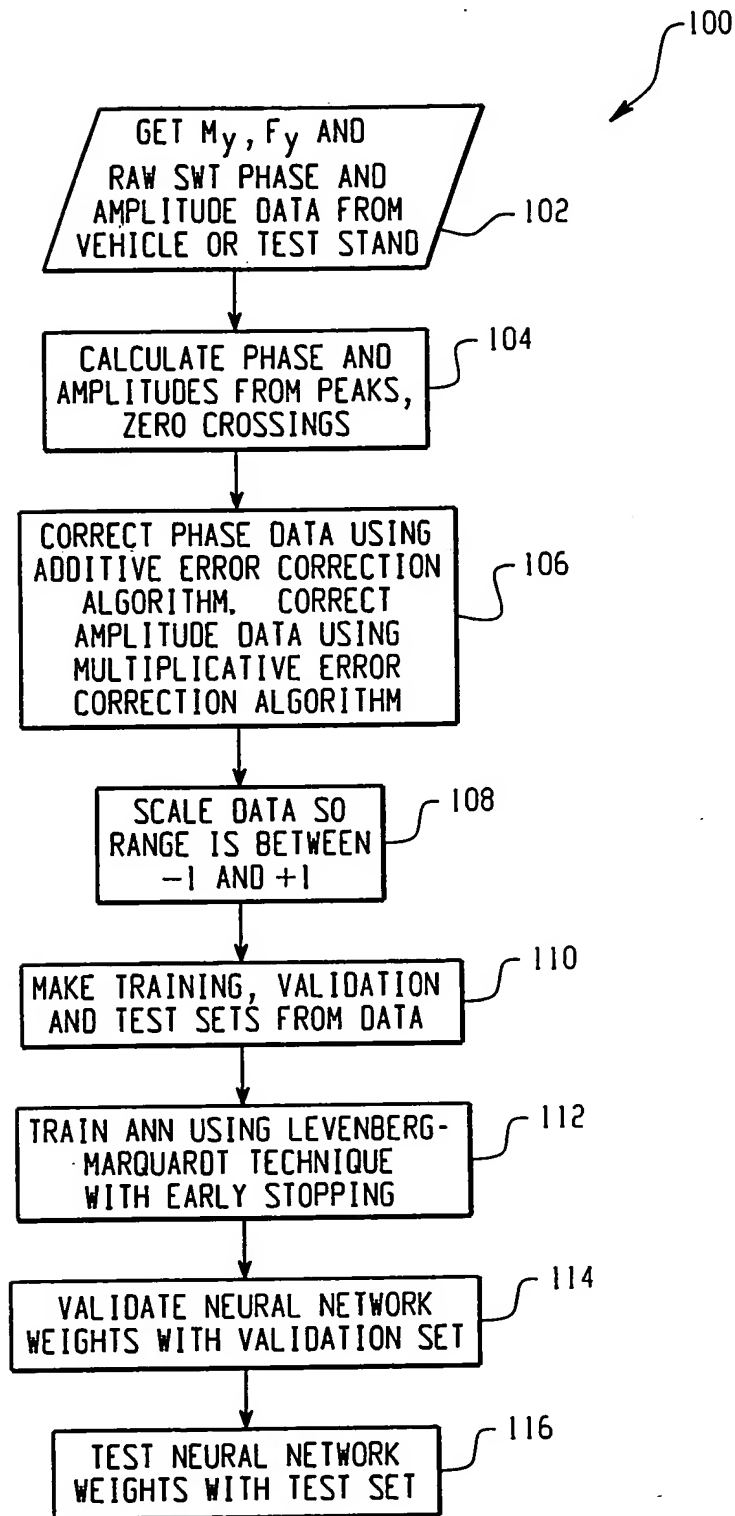 100
GET My, Fy AND
RAW SWT PHASE AND
AMPLITUDE DATA FROM
VEHICLE OR TEST STAND
102
CALCULATE PHASE AND
AMPLITUDES FROM PEAKS,
ZERO CROSSINGS
104
CORRECT PHASE DATA USING
ADDITIVE ERROR CORRECTION
ALGORITHM. CORRECT
AMPLITUDE DATA USING
MULTIPLICATIVE ERROR
CORRECTION ALGORITHM
106
SCALE DATA SO
RANGE IS BETWEEN
-1 AND +1
108
MAKE TRAINING, VALIDATION
AND TEST SETS FROM DATA
110
TRAIN ANN USING LEVENBERG-
MARQUARDT TECHNIQUE
WITH EARLY STOPPING
112
VALIDATE NEURAL NETWORK
WEIGHTS WITH VALIDATION SET
114
TEST NEURAL NETWORK
WEIGHTS WITH TEST SET
116